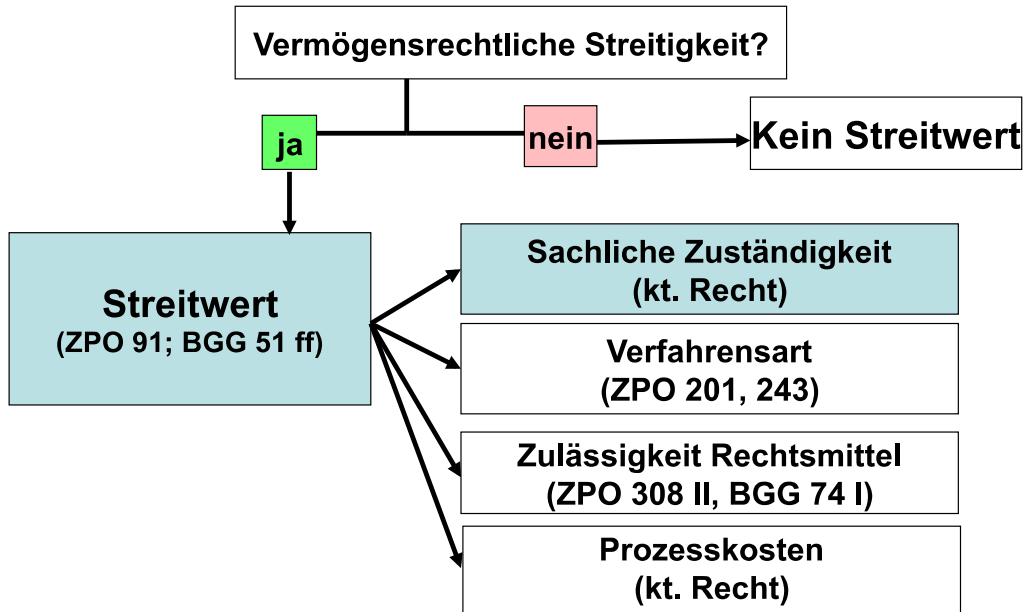 Vermögensrechtliche Streitigkeit?
ja
nein
Kein Streitwert
Streitwert
(ZPO 91; BGG 51 ff)
Sachliche Zuständigkeit
(kt. Recht)
Verfahrensart
(ZPO 201, 243)
Zulässigkeit Rechtsmittel
(ZPO 308 II, BGG 74 I)
Prozesskosten
(kt. Recht)